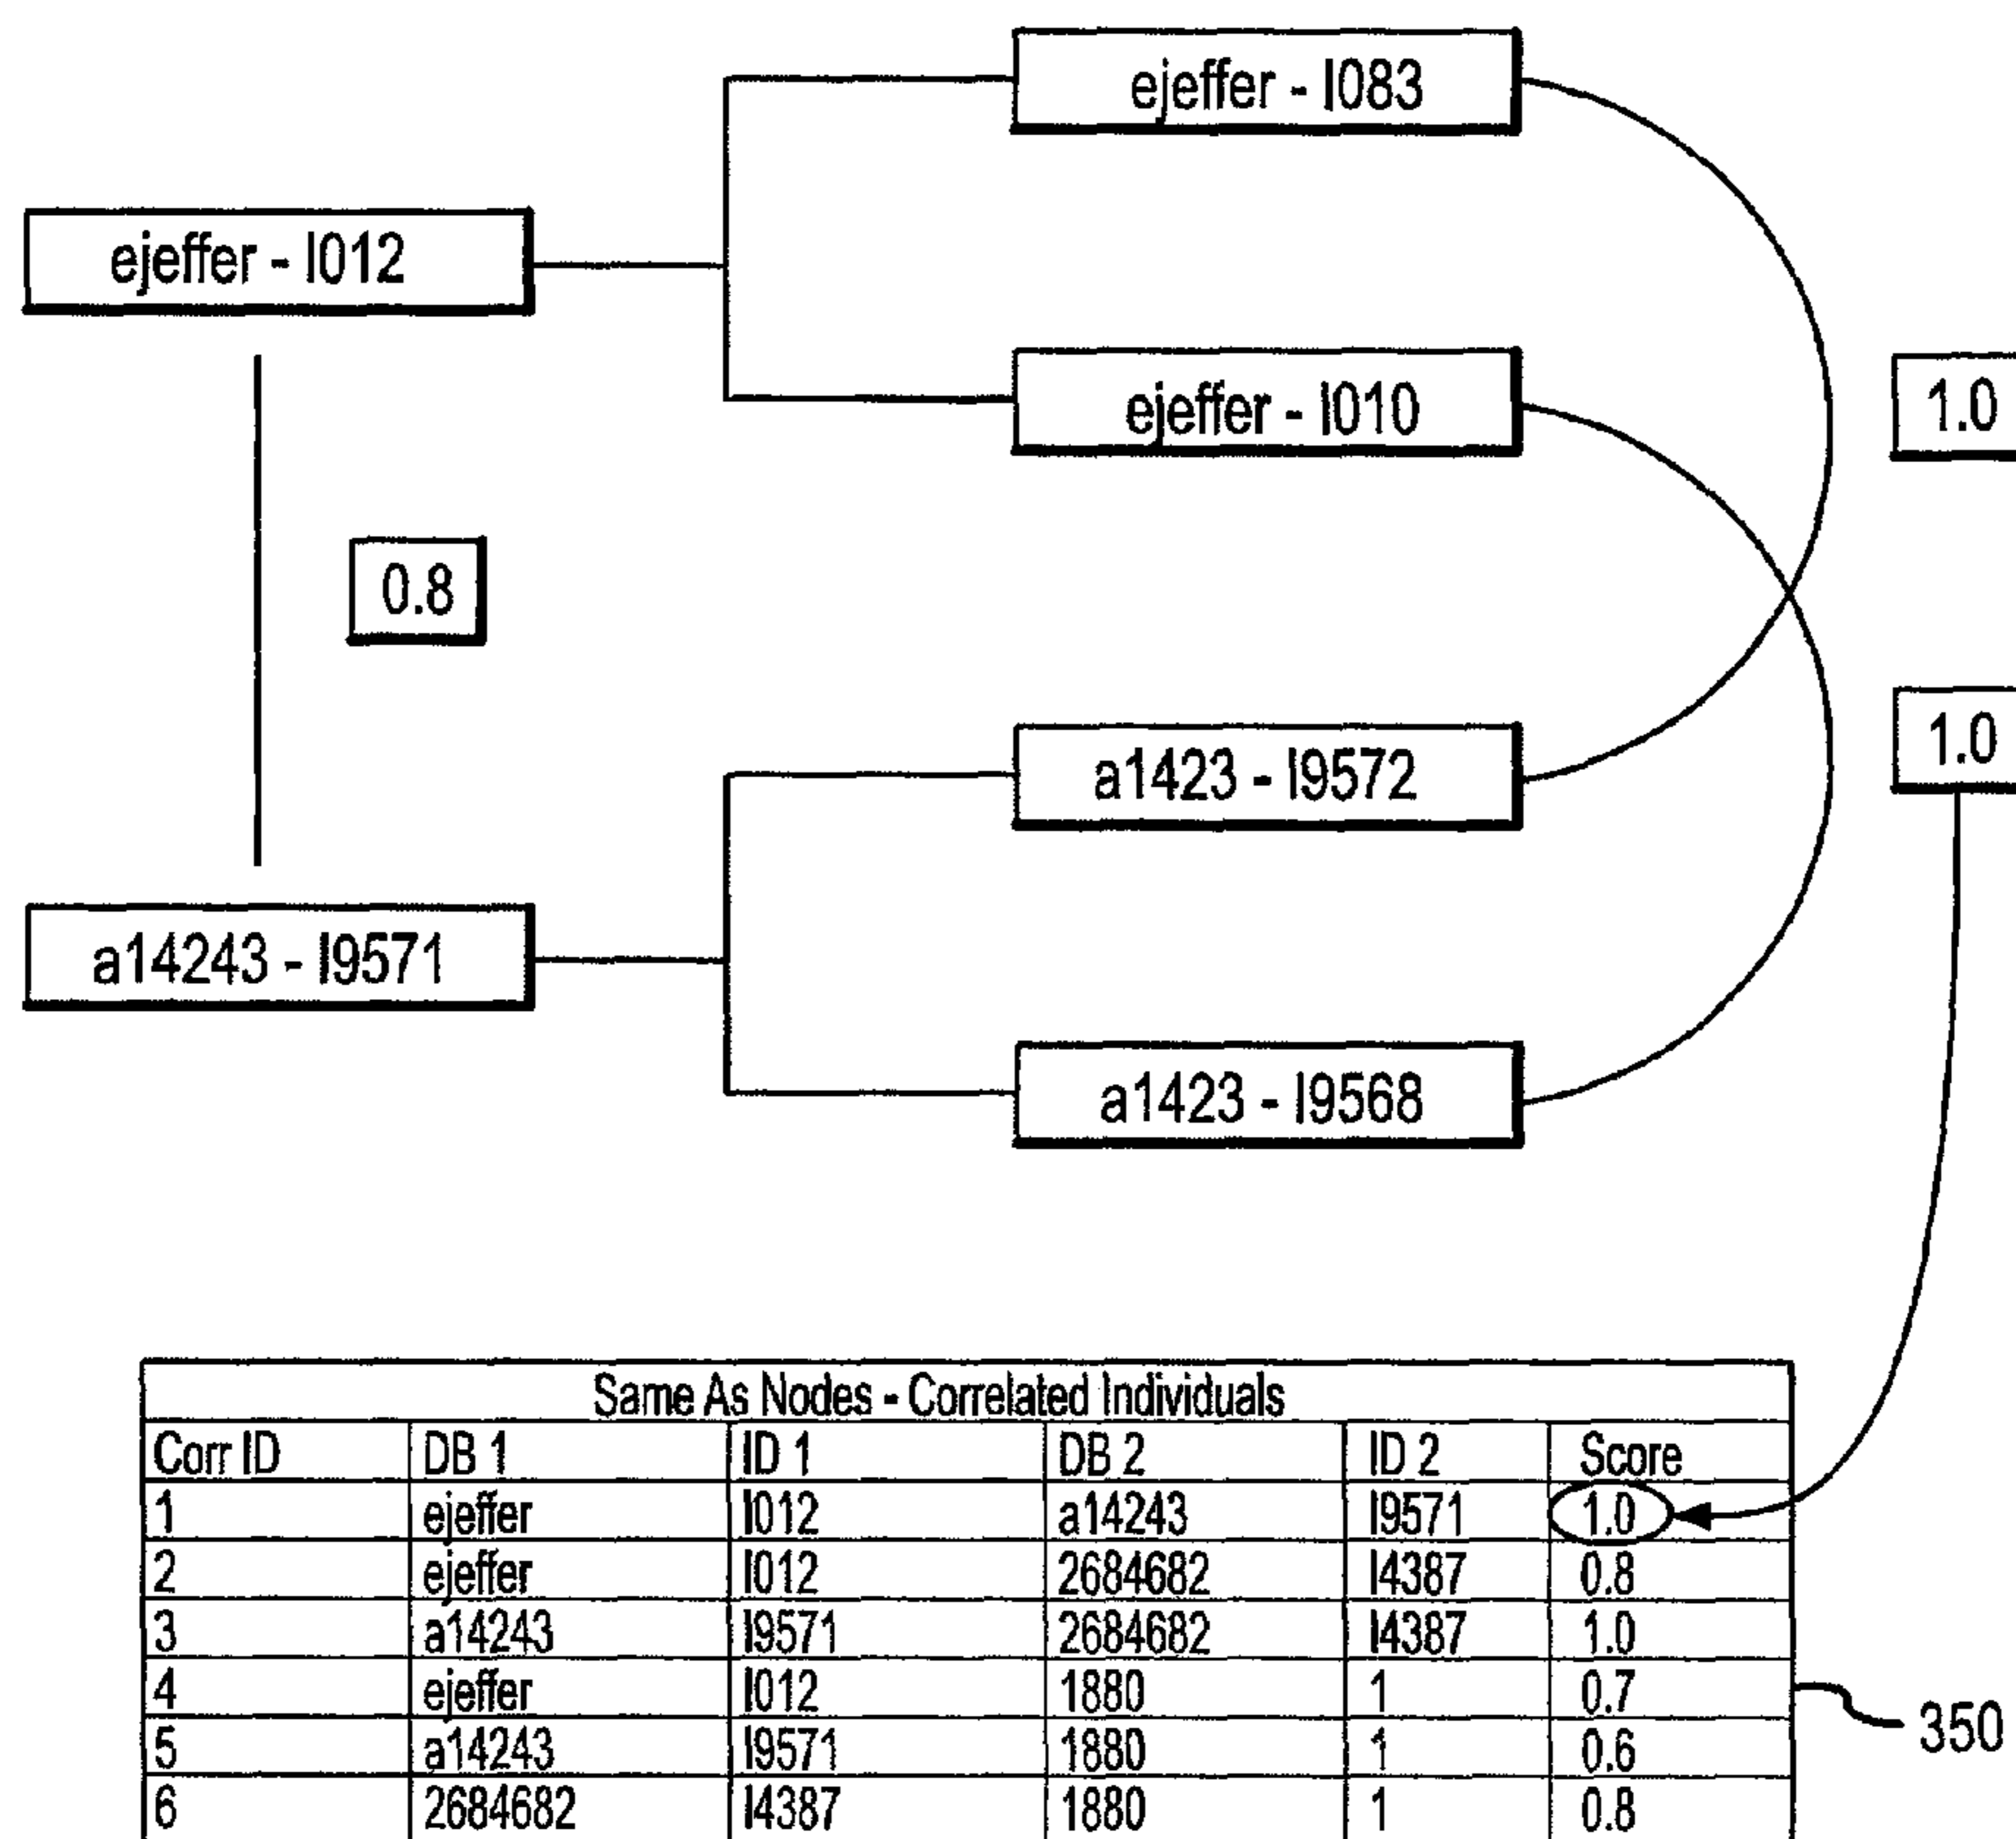 ejeffer - I083
ejeffer - I012
ejeffer - I010
1.0
0.8
1.0
a1423 - I9572
a14243 - I9571
a1423 - I9568
Same As Nodes - Correlated Individuals
Corr ID DB 1 ID 1 DB 2 ID 2 Score
1 ejeffer I012 a14243 I9571 1.0
2 ejeffer I012 2684682 I4387 0.8
3 a14243 I9571 2684682 I4387 1.0
4 ejeffer I012 1880 1 0.7
5 a14243 I9571 1880 1 0.6
6 2684682 I4387 1880 1 0.8
350